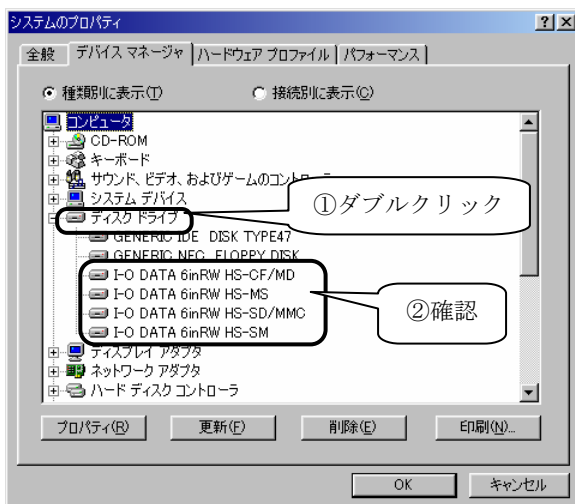 システムのプロパティ
全般 デバイス マネージャ ハードウェア プロファイル パフォーマンス
種類別に表示(T) 接続別に表示(C)
コンピュータ
CD-ROM
キーボード
サウンド、ビデオ、およびゲームのコントローラ
システム デバイス
①ダブルクリック
ディスク ドライブ
GENERIC IDE DISK TYPE47
GENERIC NEC FLOPPY DISK
I-O DATA 6inRW HS-CF/MD
I-O DATA 6inRW HS-MS
I-O DATA 6inRW HS-SD/MMC
②確認
I-O DATA 6inRW HS-SM
ディスプレイ アダプタ
ネットワーク アダプタ
ハード ディスク コントローラ
プロパティ(R) 更新(F) 削除(E) 印刷(N)...
OK キャンセル